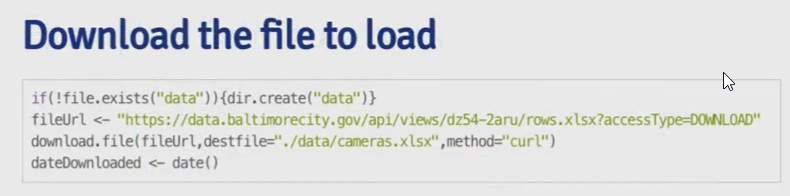 Download the file to load
if(!file.exists("data")){dir.create("data")}
fileUrl <- "https://data.baltimorecity.gov/api/views/dz54-2aru/rows.xlsx?accessType=DOWNLOAD"
download.file(fileUrl,destfile="./data/cameras.xlsx",method="curl")
dateDownloaded <- date()